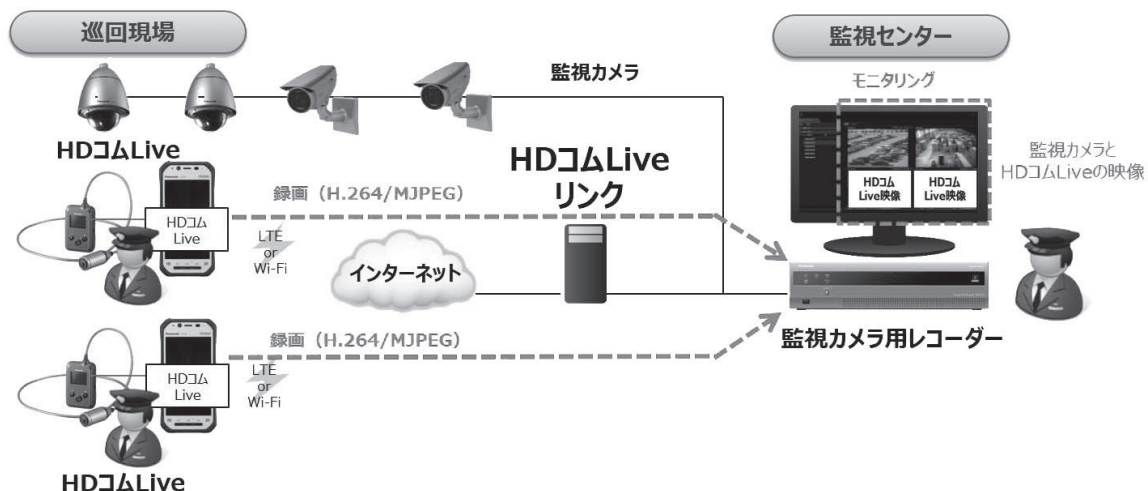 巡回現場
監視センター
監視カメラ
モニタリング
HDコム
Live映像
HDコム
Live映像
監視カメラと
HDコムLiveの映像
HDコムLive
HDコム
Live
録画（H.264/MJPEG）
LTE
or
Wi-Fi
HDコムLive
リンク
インターネット
監視カメラ用レコーダー
録画（H.264/MJPEG）
HDコム
Live
LTE
or
Wi-Fi
HDコムLive